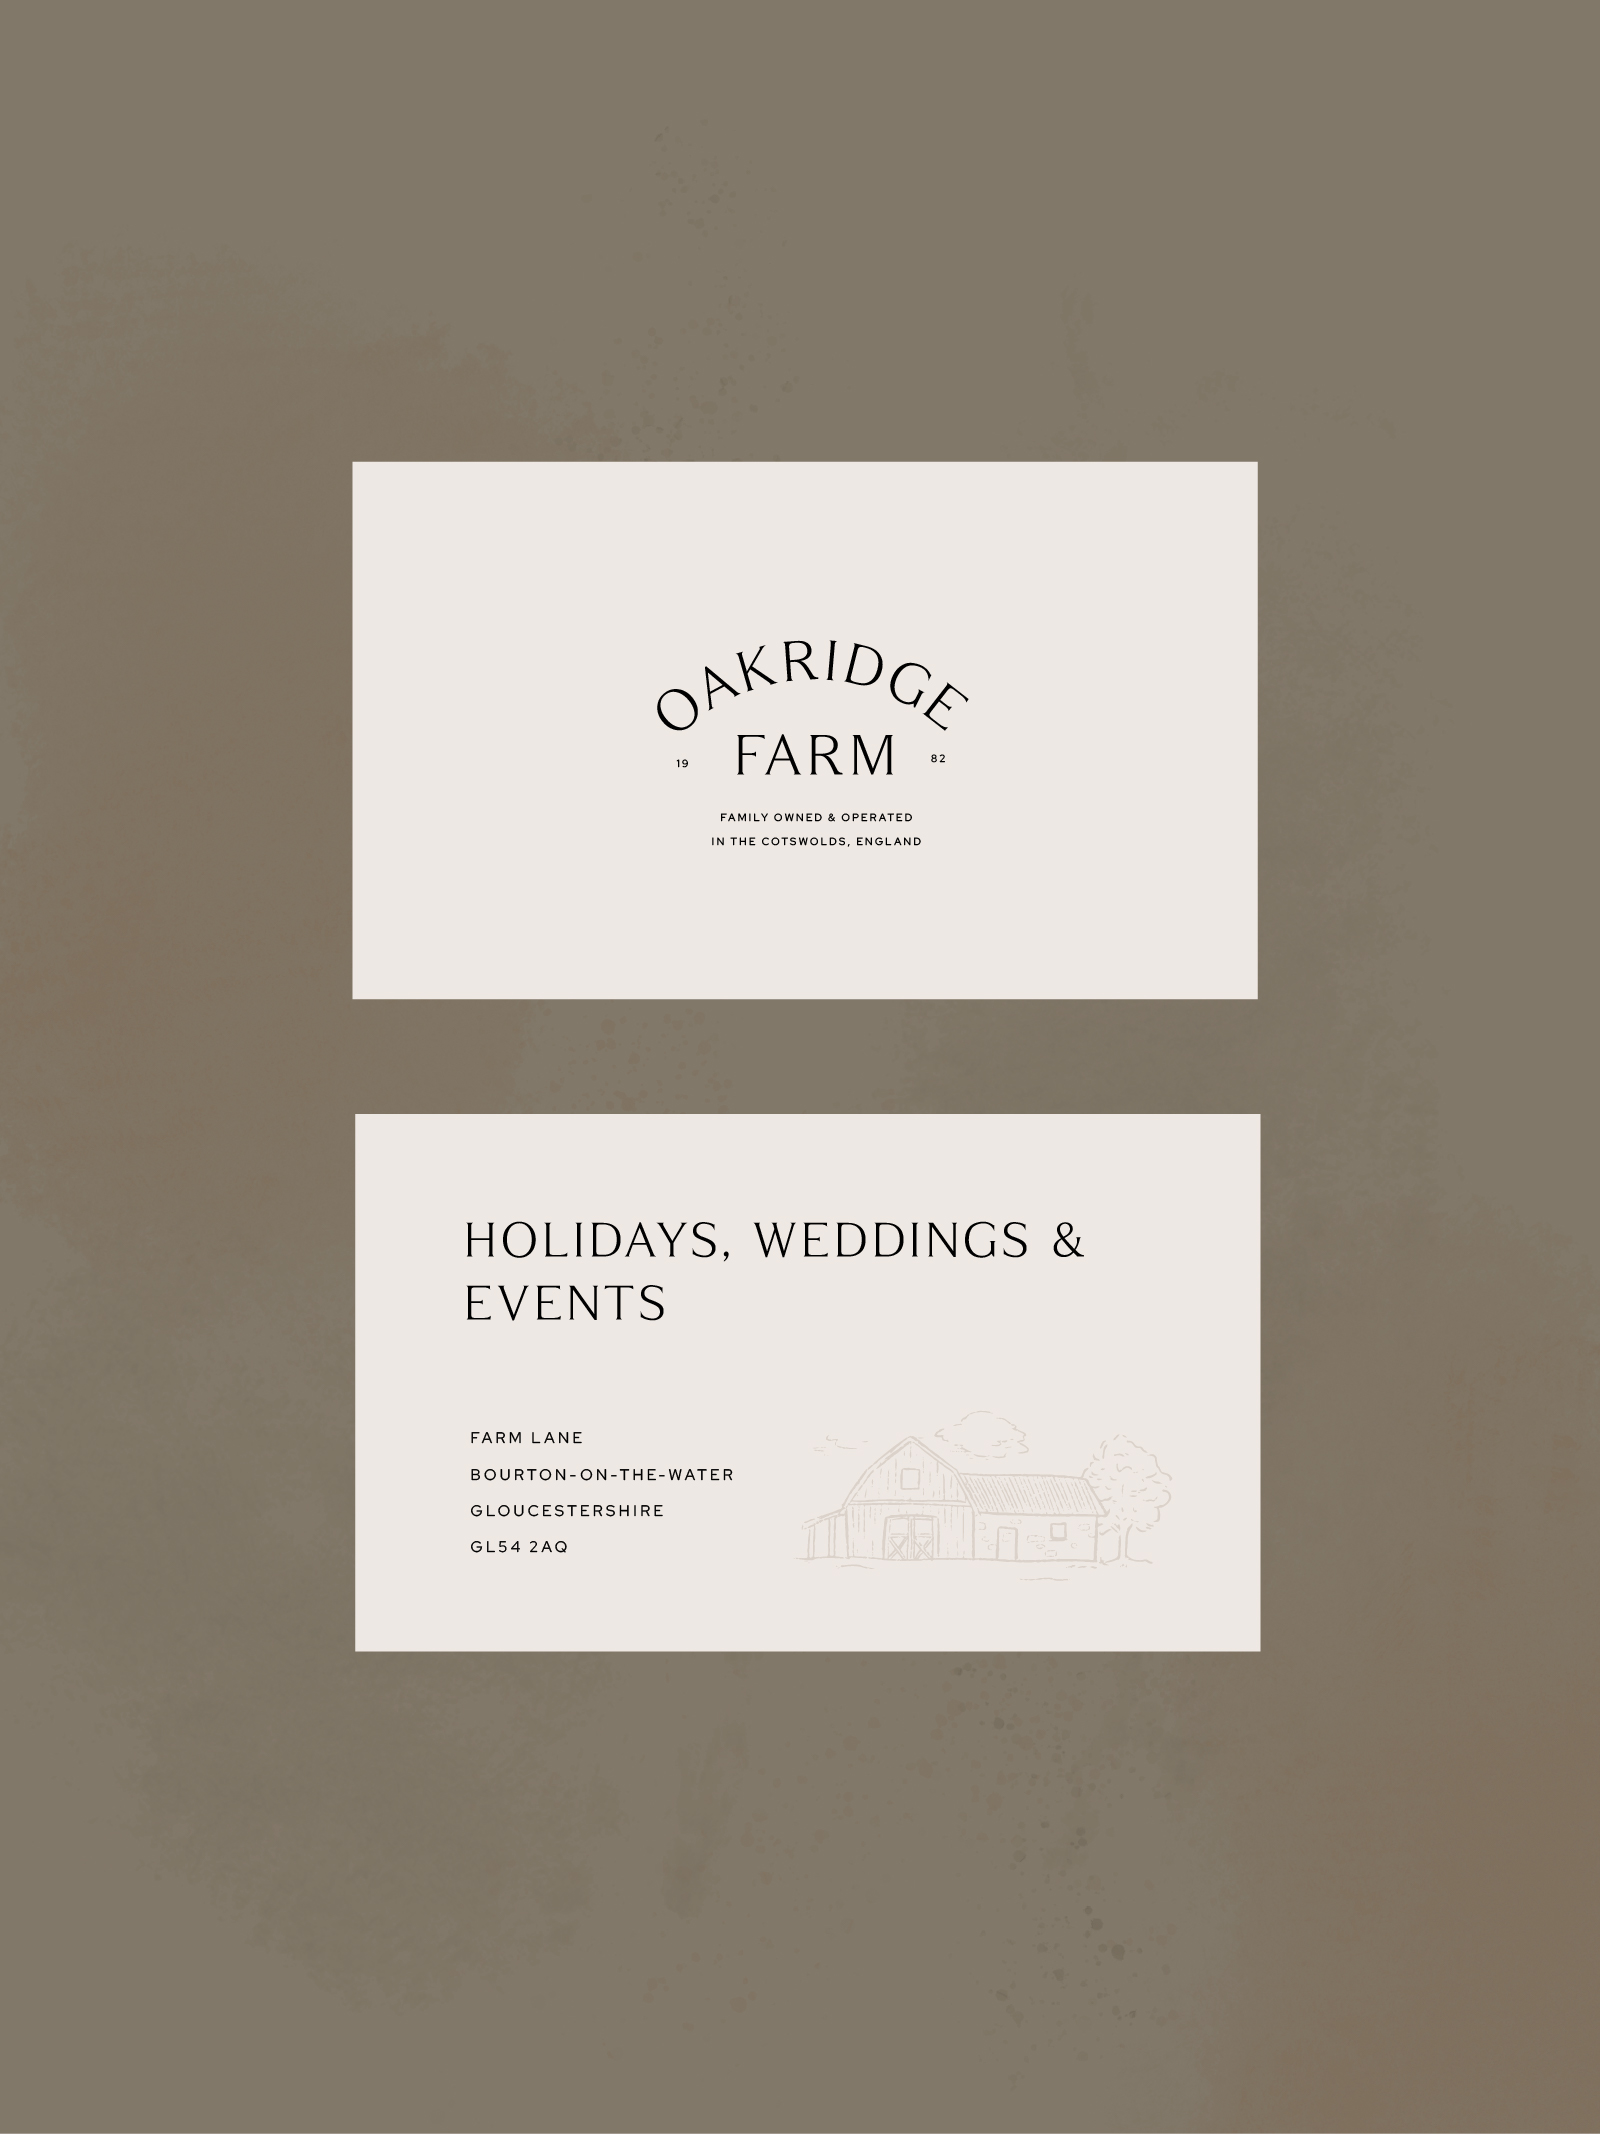 OAKRIDGE
19 FARM 82
FAMILY OWNED & OPERATED
IN THE COTSWOLDS, ENGLAND
HOLIDAYS, WEDDINGS &
EVENTS
FARM LANE
BOURTON-ON-THE-WATER
GLOUCESTERSHIRE
GL54 2AQ